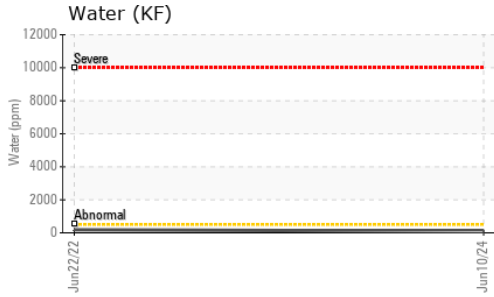 Water (KF)
12000
Severe
10000
8000
Water (ppm)
6000
4000
2000
Abnormal
0
Jun22/22
Jun10/24